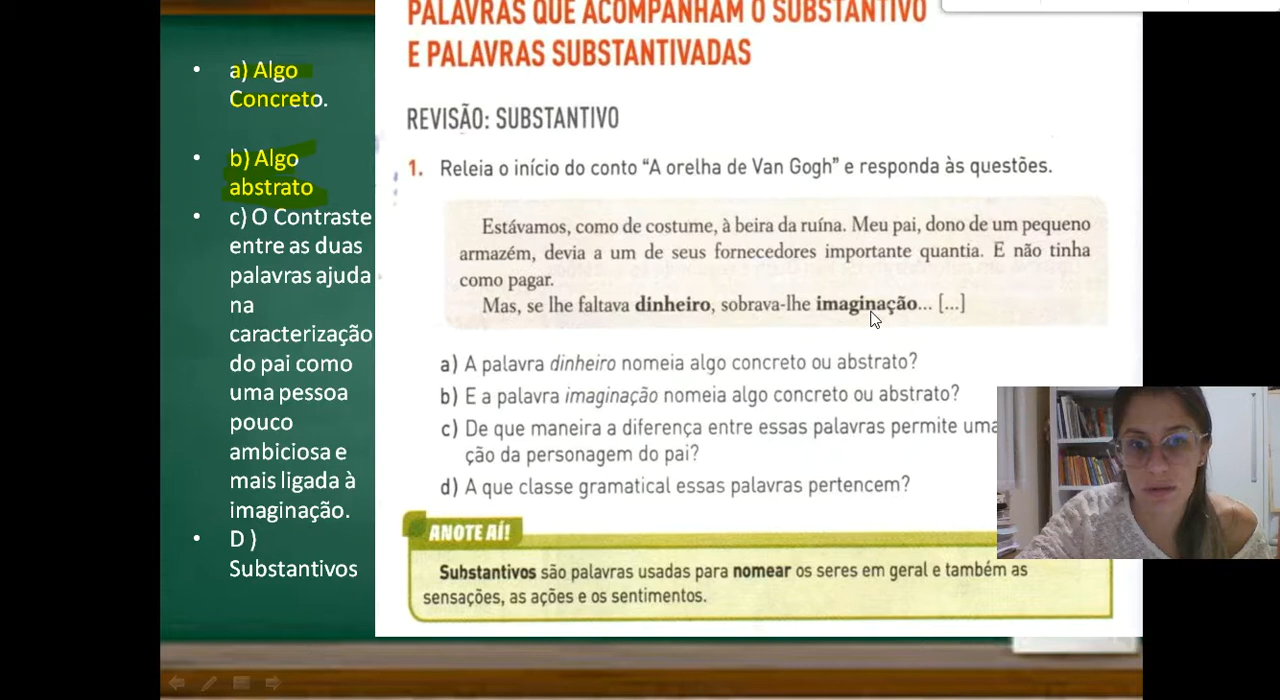 a) Algo
Concreto.
b) Algo
abstrato
c) O Contraste
entre as duas
palavras ajuda
na
caracterização
do pai como
uma pessoa
pouco
ambiciosa e
mais ligada à
imaginação.
D )
Substantivos
PALAVRAS QUE ACOMPANHAM O SUBSTANTIVO
E PALAVRAS SUBSTANTIVADAS
REVISÃO: SUBSTANTIVO
1. Releia o início do conto “A orelha de Van Gogh” e responda às questões.
Estávamos, como de costume, à beira da ruína. Meu pai, dono de um pequeno
armazém, devia a um de seus fornecedores importante quantia. E não tinha
como pagar.
Mas, se lhe faltava dinheiro, sobrava-lhe imaginação... [...]
a) A palavra dinheiro nomeia algo concreto ou abstrato?
b) E a palavra imaginação nomeia algo concreto ou abstrato?
c) De que maneira a diferença entre essas palavras permite uma
ção da personagem do pai?
d) A que classe gramatical essas palavras pertencem?
ANOTE AÍ!
Substantivos são palavras usadas para nomear os seres em geral e também as
sensações, as ações e os sentimentos.